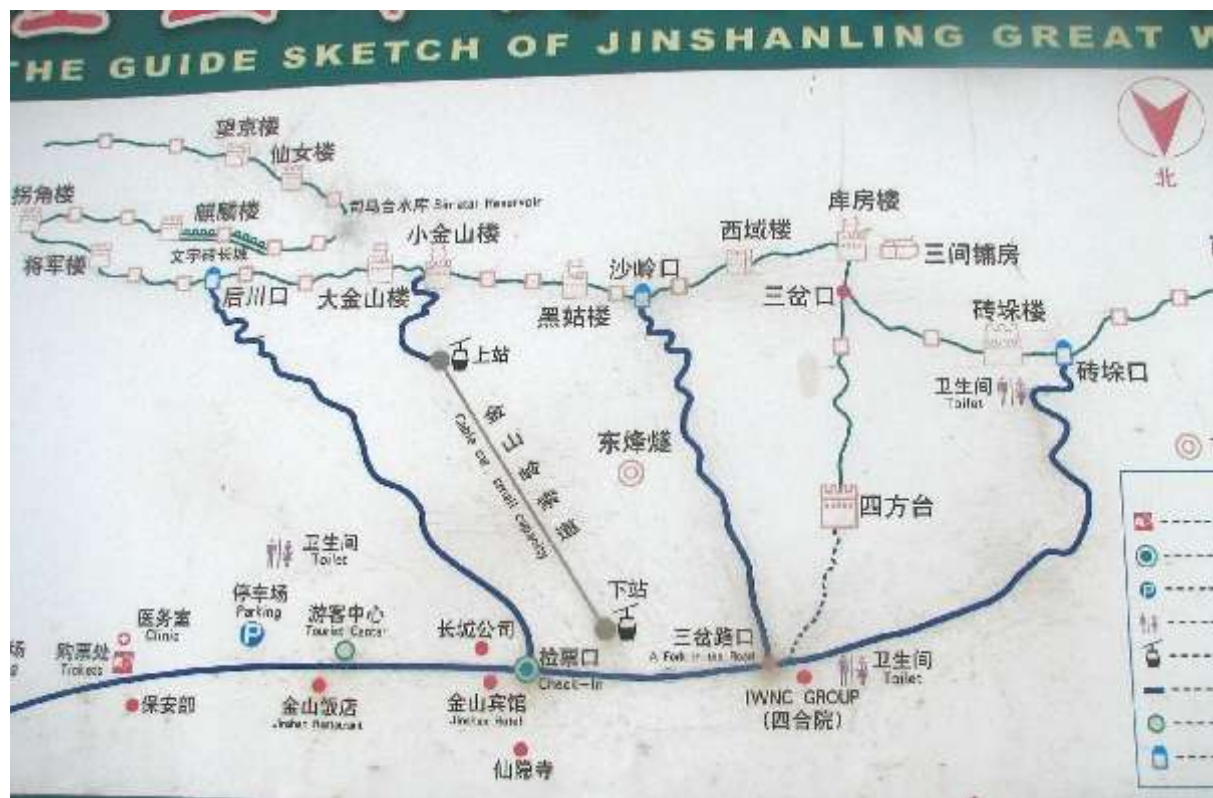 THE GUIDE SKETCH OF JINSHANLING GREAT
望京楼
仙女楼
北
拐角楼
麒麟楼
司马台水库
Reservoir
小金山楼
西域楼
库房楼
三间铺房
将军楼
文字砖长城
后川口
大金山楼
黑姑楼
沙岭口
三岔口
砖垛楼
砖垛口
上站
卫生间
Toilet
金山
Cable car, small capacity
东烽燧
四方台
卫生间
Toilet
下站
停车场
Parking
医务室
Clinic
游客中心
Tourist Center
长城公司
三岔路口
A Fork in the Road
场
购票处
Tickets
检票口
Check-In
卫生间
Toilet
保安部
金山饭店
Jinshan Restaurant
金山宾馆
Jinshan Hotel
IWNC GROUP
(四合院)
仙隐寺